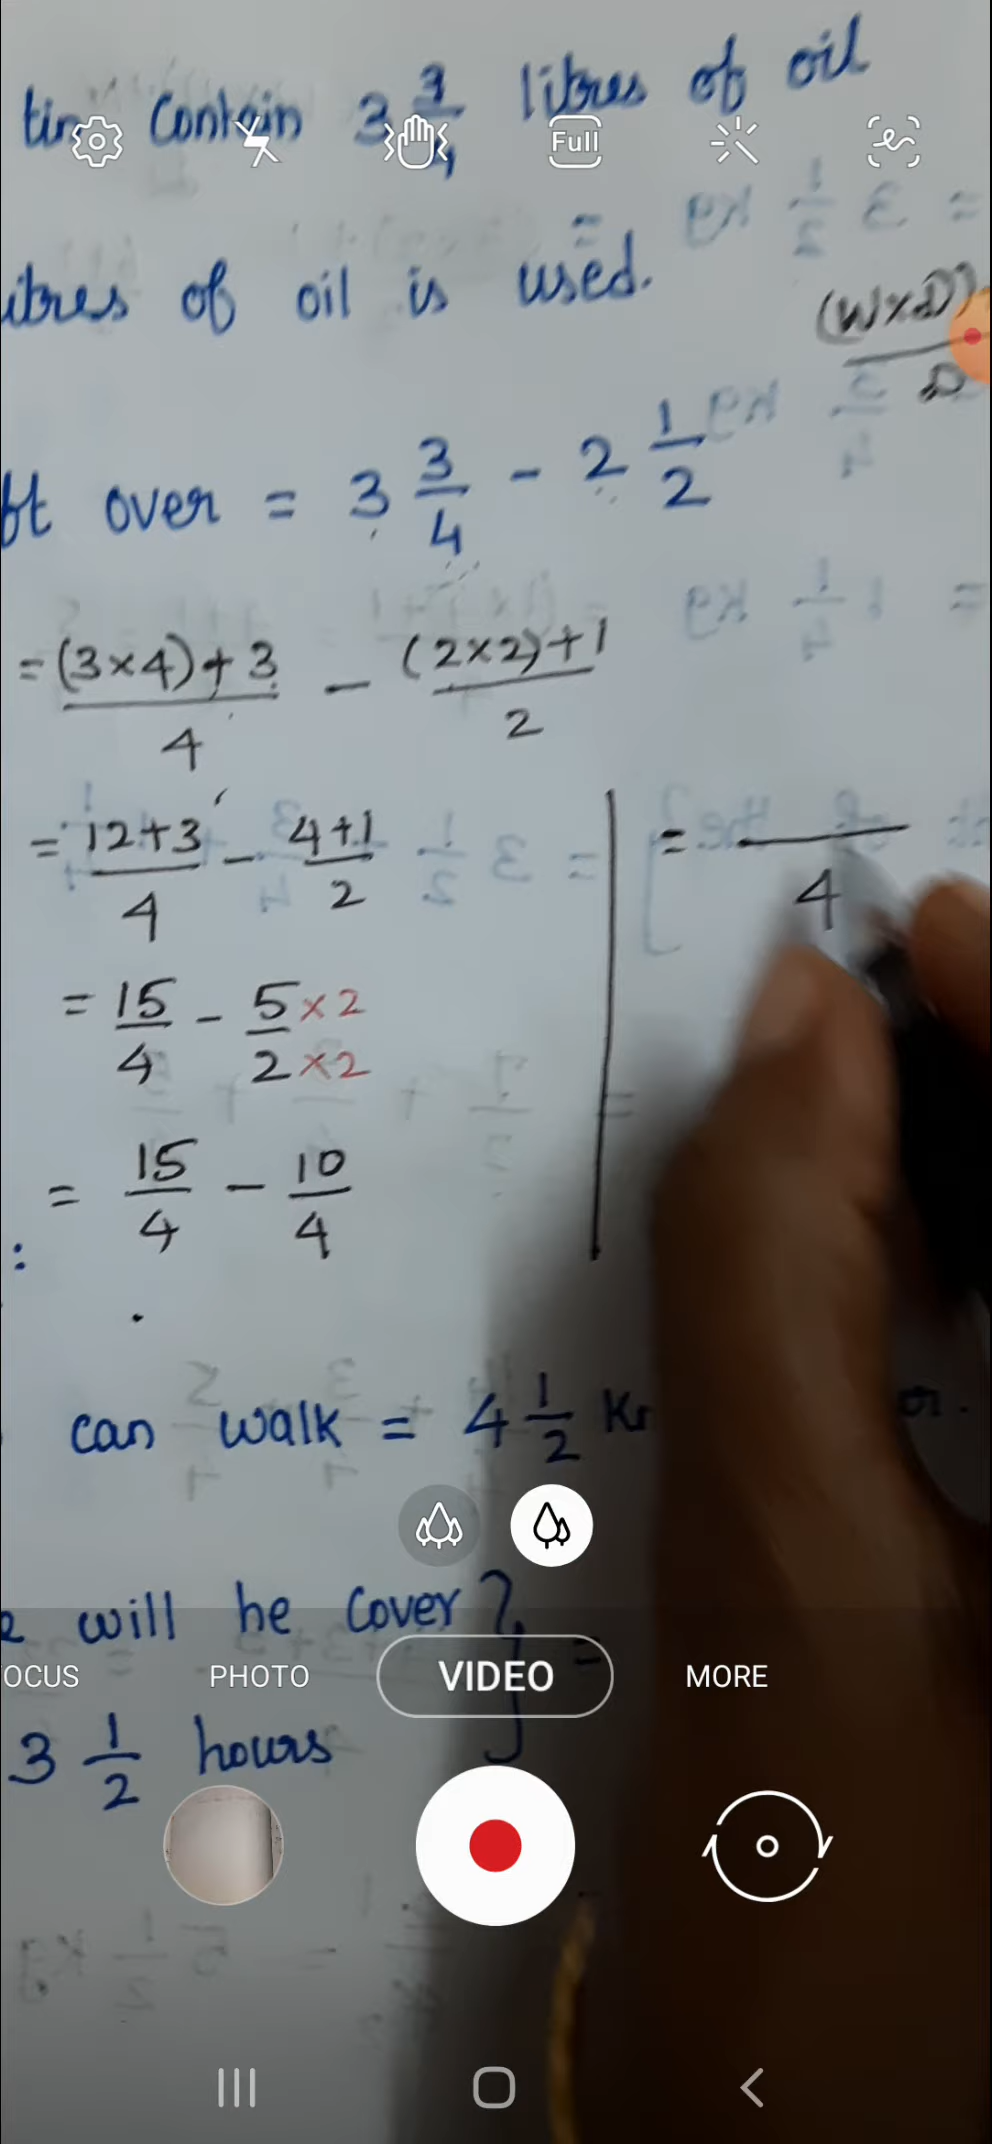 tin contain 3 3/4 litres of oil
Full
litres of oil is used.
(W×D)
D
ft over = 3 3/4 - 2 1/2
= (3×4)+3/4 - (2×2)+1/2
= 12+3/4 - 4+1/2
= 15/4 - 5×2/2×2
= 15/4 - 10/4
:
= /4
can walk = 4 1/2 K
or.
will he cover }
=
3 1/2 hours
OCUS PHOTO VIDEO MORE